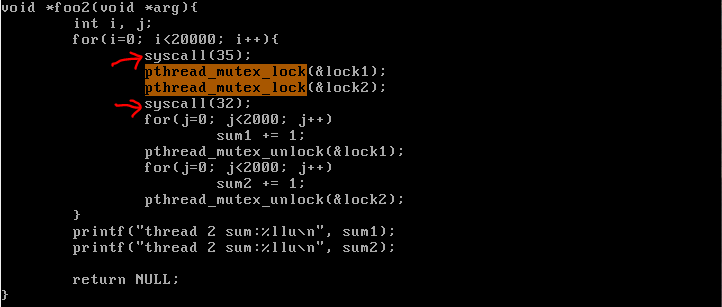 void *foo2(void *arg){
        int i, j;
        for(i=0; i<20000; i++){
                syscall(35);
                pthread_mutex_lock(&lock1);
                pthread_mutex_lock(&lock2);
                syscall(32);
                for(j=0; j<2000; j++)
                        sum1 += 1;
                pthread_mutex_unlock(&lock1);
                for(j=0; j<2000; j++)
                        sum2 += 1;
                pthread_mutex_unlock(&lock2);
        }
        printf("thread 2 sum:%llu\n", sum1);
        printf("thread 2 sum:%llu\n", sum2);

        return NULL;
}